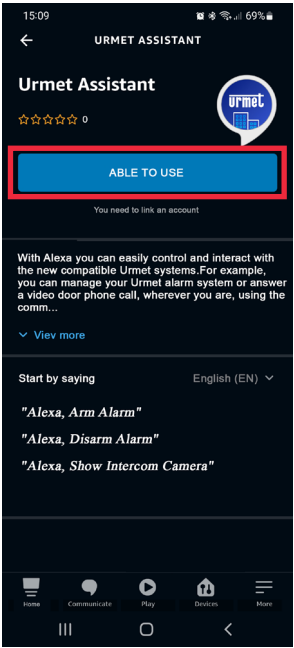 15:09 69%
URMET ASSISTANT
Urmet Assistant
urmet
0
ABLE TO USE
You need to link an account
With Alexa you can easily control and interact with
the new compatible Urmet systems.For example,
you can manage your Urmet alarm system or answer
a video door phone call, wherever you are, using the
comm...
Viev more
Start by saying English (EN)
"Alexa, Arm Alarm"
"Alexa, Disarm Alarm"
"Alexa, Show Intercom Camera"
Home Communicate Play Devices More